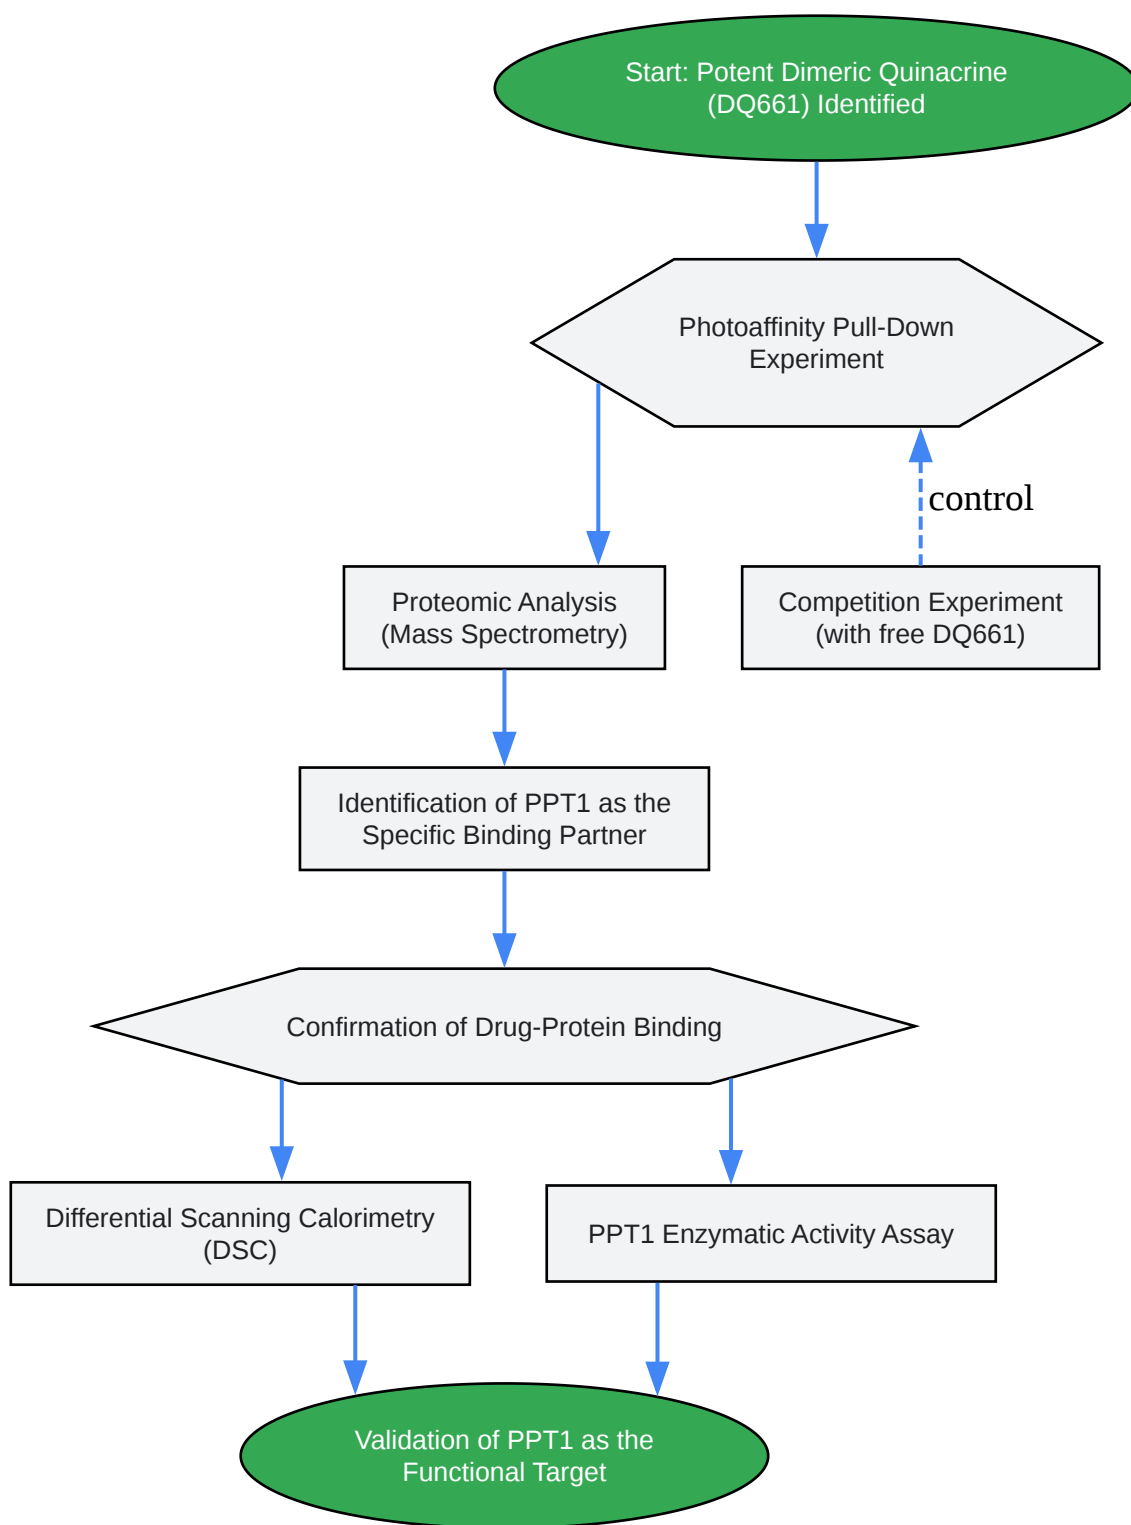 Start: Potent Dimeric Quinacrine
(DQ661) Identified
Photoaffinity Pull-Down
Experiment
control
Proteomic Analysis
(Mass Spectrometry)
Competition Experiment
(with free DQ661)
Identification of PPT1 as the
Specific Binding Partner
Confirmation of Drug-Protein Binding
Differential Scanning Calorimetry
(DSC)
PPT1 Enzymatic Activity Assay
Validation of PPT1 as the
Functional Target